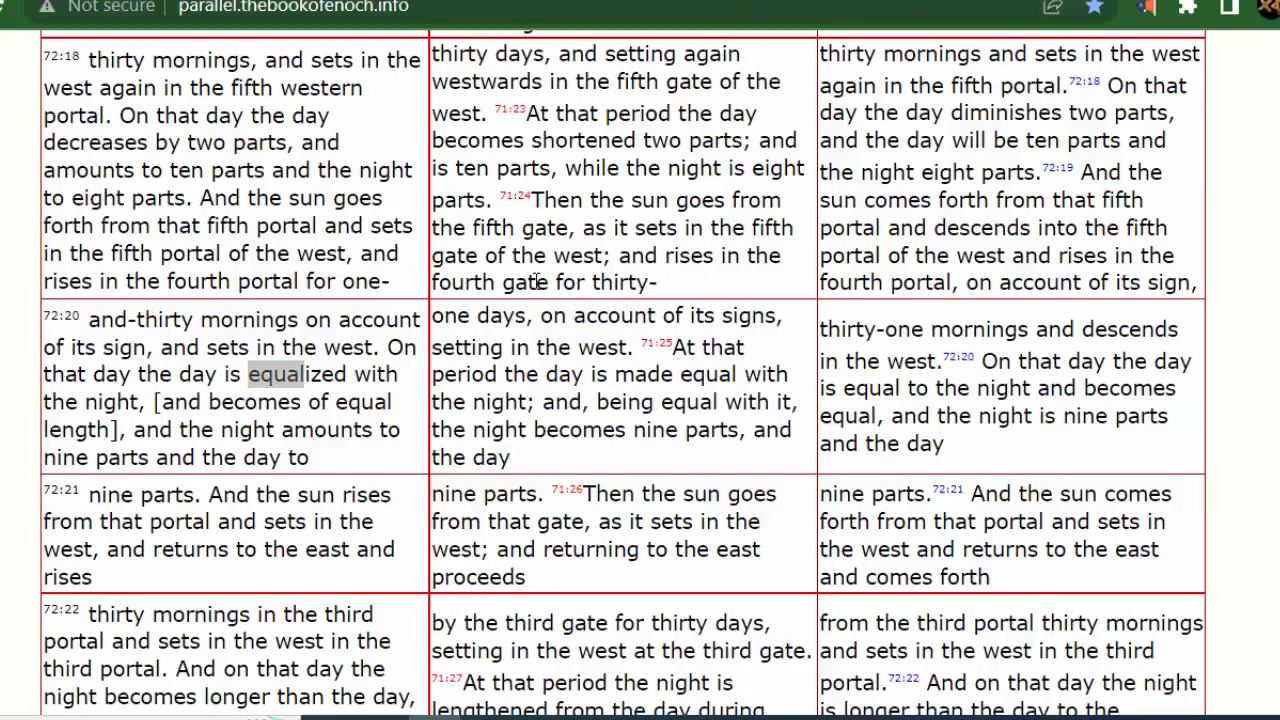 Not secure parallel.thebookofenoch.info
72:18 thirty mornings, and sets in the
west again in the fifth western
portal. On that day the day
decreases by two parts, and
amounts to ten parts and the night
to eight parts. And the sun goes
forth from that fifth portal and sets
in the fifth portal of the west, and
rises in the fourth portal for one-
thirty days, and setting again
westwards in the fifth gate of the
west. 71:23At that period the day
becomes shortened two parts; and
is ten parts, while the night is eight
parts. 71:24Then the sun goes from
the fifth gate, as it sets in the fifth
gate of the west; and rises in the
fourth gate for thirty-
thirty mornings and sets in the west
again in the fifth portal.72:18 On that
day the day diminishes two parts,
and the day will be ten parts and
the night eight parts.72:19 And the
sun comes forth from that fifth
portal and descends into the fifth
portal of the west and rises in the
fourth portal, on account of its sign,
72:20 and-thirty mornings on account
of its sign, and sets in the west. On
that day the day is equalized with
the night, [and becomes of equal
length], and the night amounts to
nine parts and the day to
one days, on account of its signs,
setting in the west. 71:25At that
period the day is made equal with
the night; and, being equal with it,
the night becomes nine parts, and
the day
thirty-one mornings and descends
in the west.72:20 On that day the day
is equal to the night and becomes
equal, and the night is nine parts
and the day
72:21 nine parts. And the sun rises
from that portal and sets in the
west, and returns to the east and
rises
nine parts. 71:26Then the sun goes
from that gate, as it sets in the
west; and returning to the east
proceeds
nine parts.72:21 And the sun comes
forth from that portal and sets in
the west and returns to the east
and comes forth
72:22 thirty mornings in the third
portal and sets in the west in the
third portal. And on that day the
night becomes longer than the day,
by the third gate for thirty days,
setting in the west at the third gate.
71:27At that period the night is
lengthened from the day during
from the third portal thirty mornings
and sets in the west in the third
portal.72:22 And on that day the night
is longer than the day to the